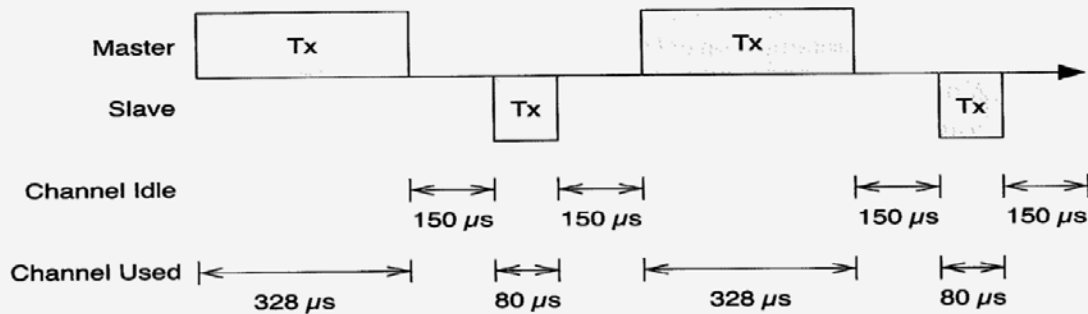 Master Tx Tx
Slave Tx Tx
Channel Idle
150 µs 150 µs 150 µs 150 µs
Channel Used
328 µs 80 µs 328 µs 80 µs